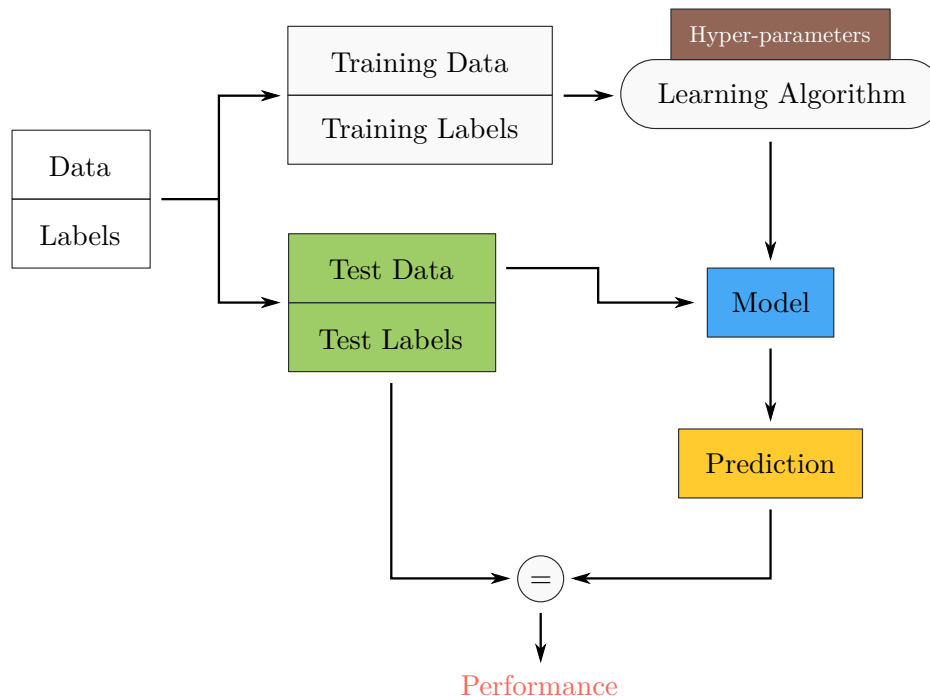 Hyper-parameters
Training Data
Learning Algorithm
Training Labels
Data
Labels
Test Data
Test Labels
Model
Prediction
=
Performance